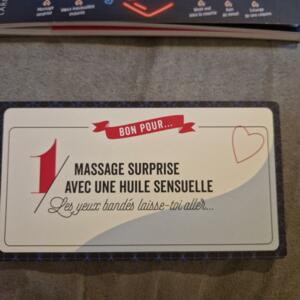 BON POUR...
1/ MASSAGE SURPRISE
AVEC UNE HUILE SENSUELLE
Les yeux bandés laisse-toi aller...